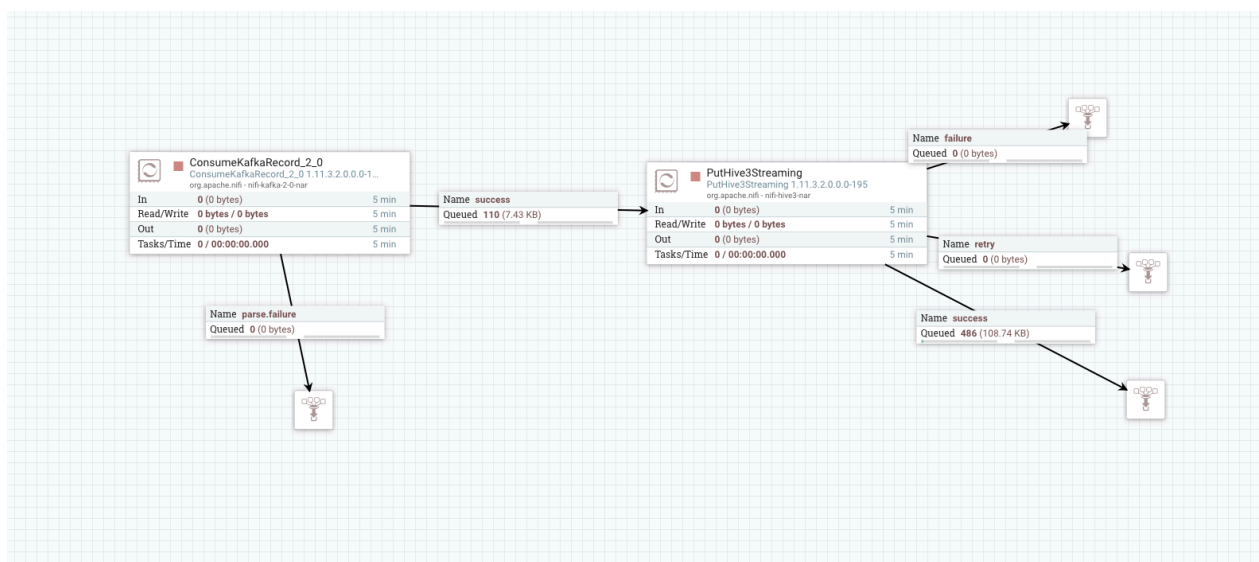 ConsumeKafkaRecord_2_0
ConsumeKafkaRecord_2_0 1.11.3.2.0.0.0-1...
org.apache.nifi - nifi-kafka-2-0-nar
In 0 (0 bytes) 5 min
Read/Write 0 bytes / 0 bytes 5 min
Out 0 (0 bytes) 5 min
Tasks/Time 0 / 00:00:00.000 5 min
Name success
Queued 110 (7.43 KB)
Name parse.failure
Queued 0 (0 bytes)
PutHive3Streaming
PutHive3Streaming 1.11.3.2.0.0.0-195
org.apache.nifi - nifi-hive3-nar
In 0 (0 bytes) 5 min
Read/Write 0 bytes / 0 bytes 5 min
Out 0 (0 bytes) 5 min
Tasks/Time 0 / 00:00:00.000 5 min
Name failure
Queued 0 (0 bytes)
Name retry
Queued 0 (0 bytes)
Name success
Queued 486 (108.74 KB)